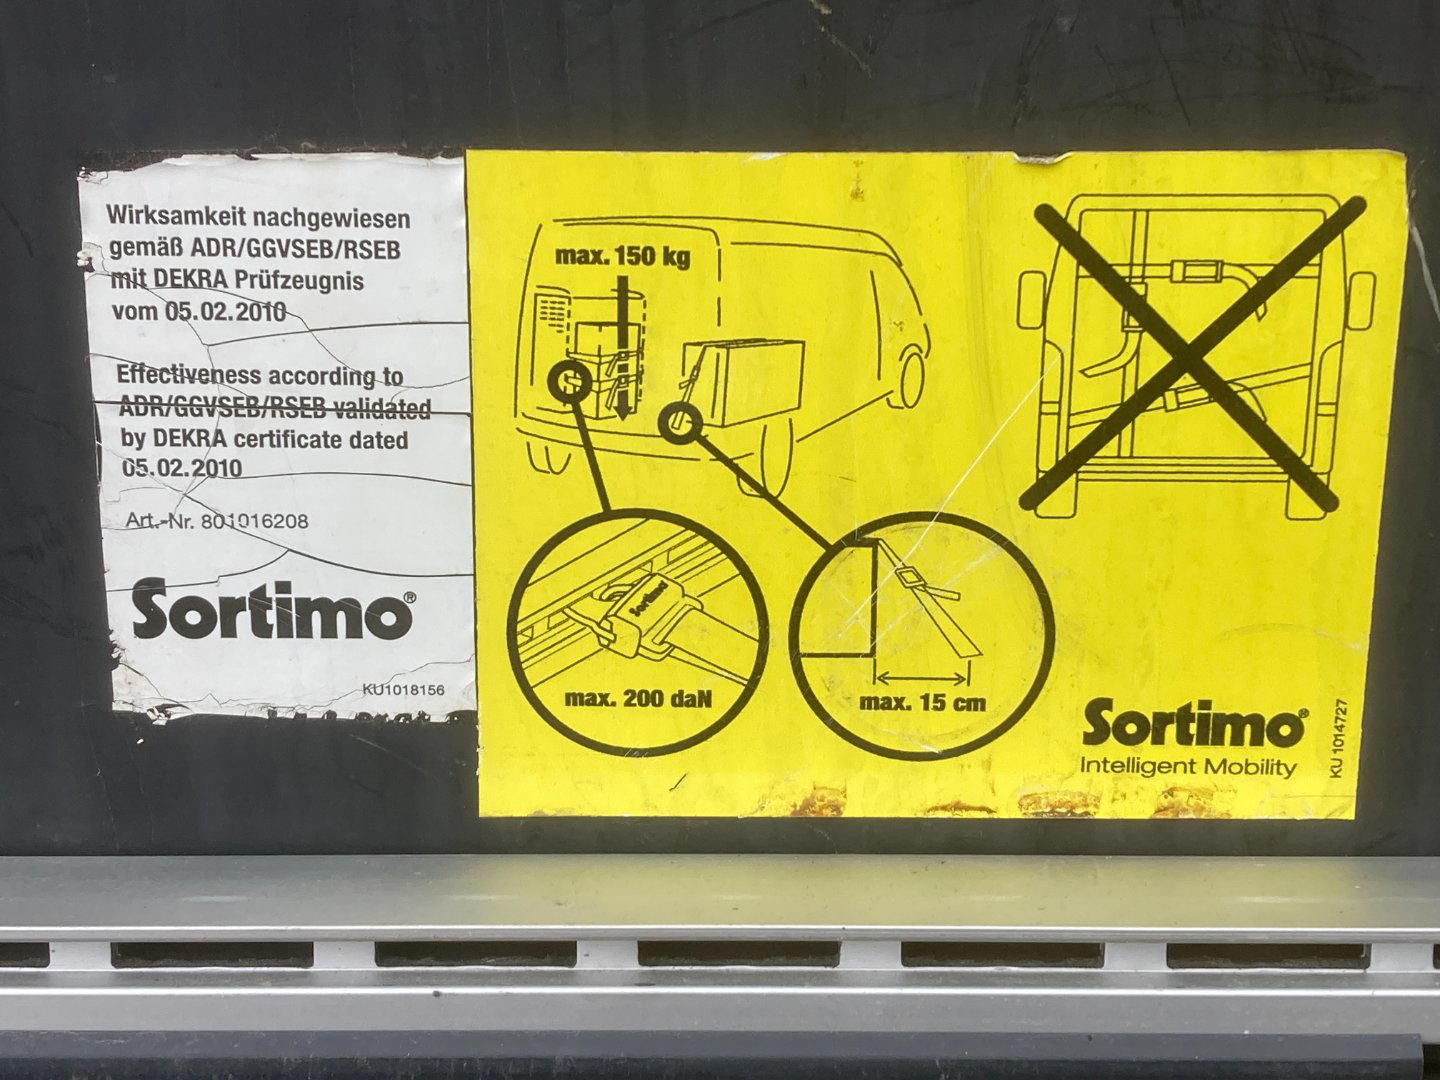 Wirksamkeit nachgewiesen
gemäß ADR/GGVSEB/RSEB
mit DEKRA Prüfzeugnis
vom 05.02.2010
Effectiveness according to
ADR/GGVSEB/RSEB validated
by DEKRA certificate dated
05.02.2010
Art.-Nr. 801016208
Sortimo®
KU1018156
max. 150 kg
Sortimo
max. 200 daN
max. 15 cm
Sortimo®
Intelligent Mobility
KU 1014727